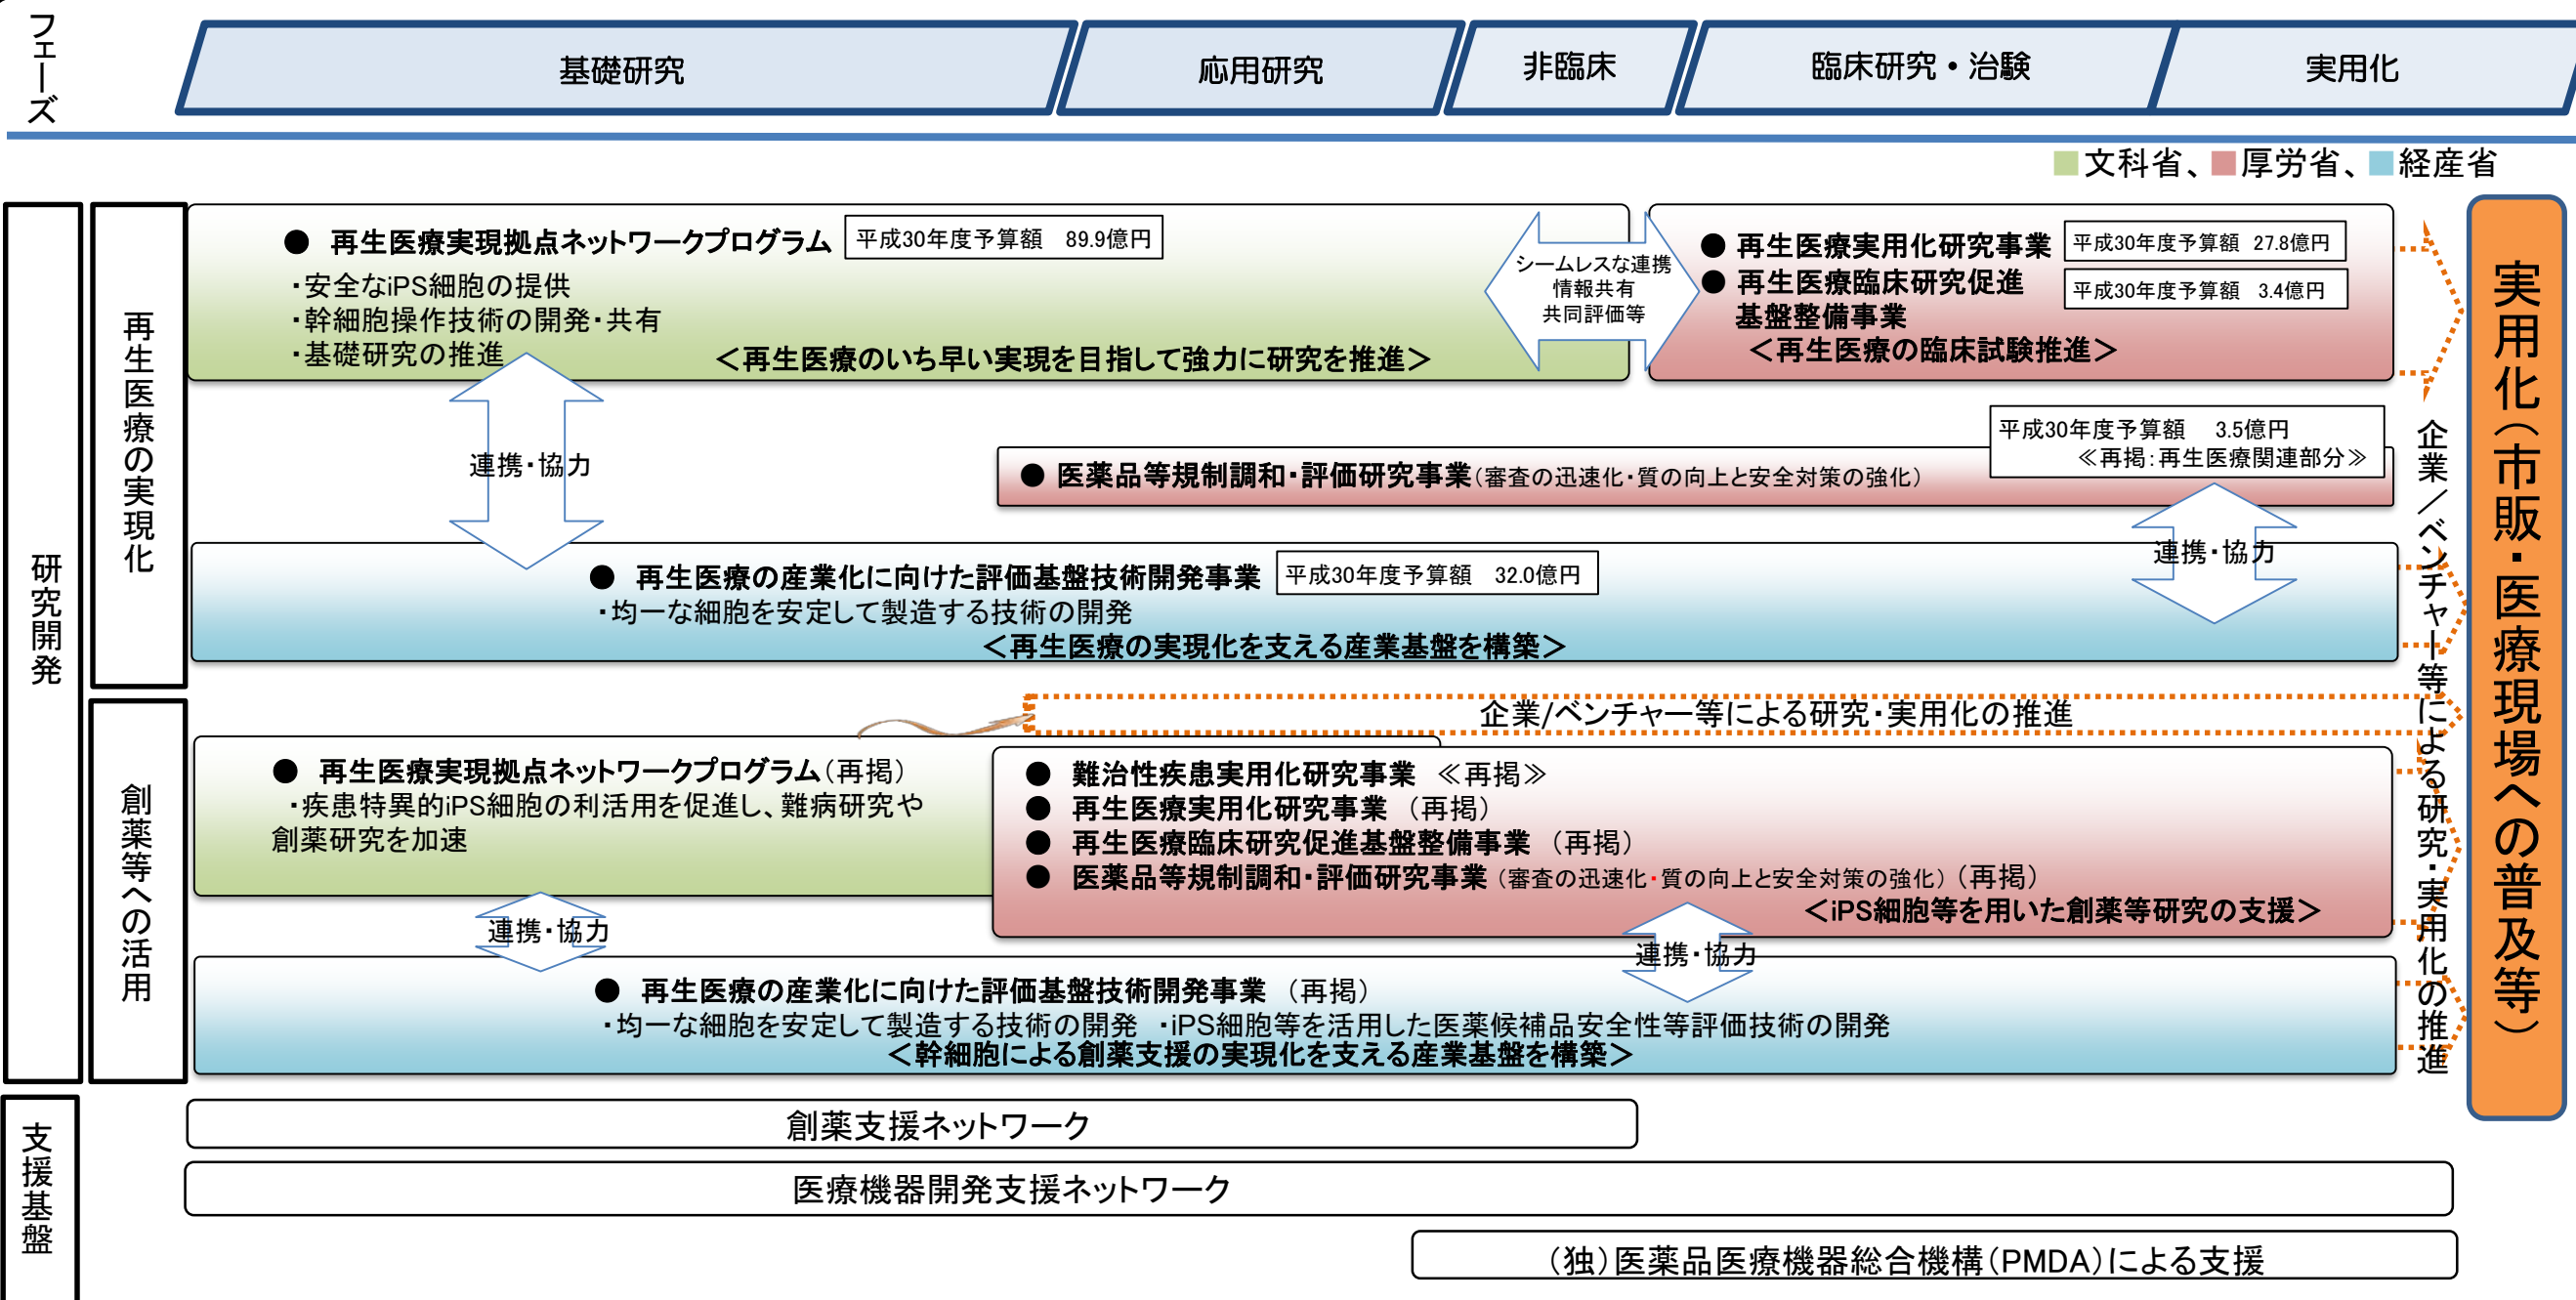 フェーズ
基礎研究
応用研究
非臨床
臨床研究・治験
実用化
文科省、厚労省、経産省
研究開発
再生医療の実現化
● 再生医療実現拠点ネットワークプログラム
平成30年度予算額 89.9億円
・安全なiPS細胞の提供
・幹細胞操作技術の開発・共有
・基礎研究の推進
＜再生医療のいち早い実現を目指して強力に研究を推進＞
シームレスな連携
情報共有
共同評価等
● 再生医療実用化研究事業
平成30年度予算額 27.8億円
● 再生医療臨床研究促進
基盤整備事業
平成30年度予算額 3.4億円
＜再生医療の臨床試験推進＞
連携・協力
● 医薬品等規制調和・評価研究事業（審査の迅速化・質の向上と安全対策の強化）
平成30年度予算額 3.5億円
≪再掲：再生医療関連部分≫
連携・協力
● 再生医療の産業化に向けた評価基盤技術開発事業
平成30年度予算額 32.0億円
・均一な細胞を安定して製造する技術の開発
＜再生医療の実現化を支える産業基盤を構築＞
企業／ベンチャー等による研究・実用化の推進
実用化（市販・医療現場への普及等）
創薬等への活用
企業/ベンチャー等による研究・実用化の推進
● 再生医療実現拠点ネットワークプログラム（再掲）
・疾患特異的iPS細胞の利活用を促進し、難病研究や
創薬研究を加速
● 難治性疾患実用化研究事業 ≪再掲≫
● 再生医療実用化研究事業（再掲）
● 再生医療臨床研究促進基盤整備事業（再掲）
● 医薬品等規制調和・評価研究事業（審査の迅速化・質の向上と安全対策の強化）（再掲）
＜iPS細胞等を用いた創薬等研究の支援＞
連携・協力
連携・協力
● 再生医療の産業化に向けた評価基盤技術開発事業（再掲）
・均一な細胞を安定して製造する技術の開発 ・iPS細胞等を活用した医薬候補品安全性等評価技術の開発
＜幹細胞による創薬支援の実現化を支える産業基盤を構築＞
支援基盤
創薬支援ネットワーク
医療機器開発支援ネットワーク
（独）医薬品医療機器総合機構（PMDA）による支援